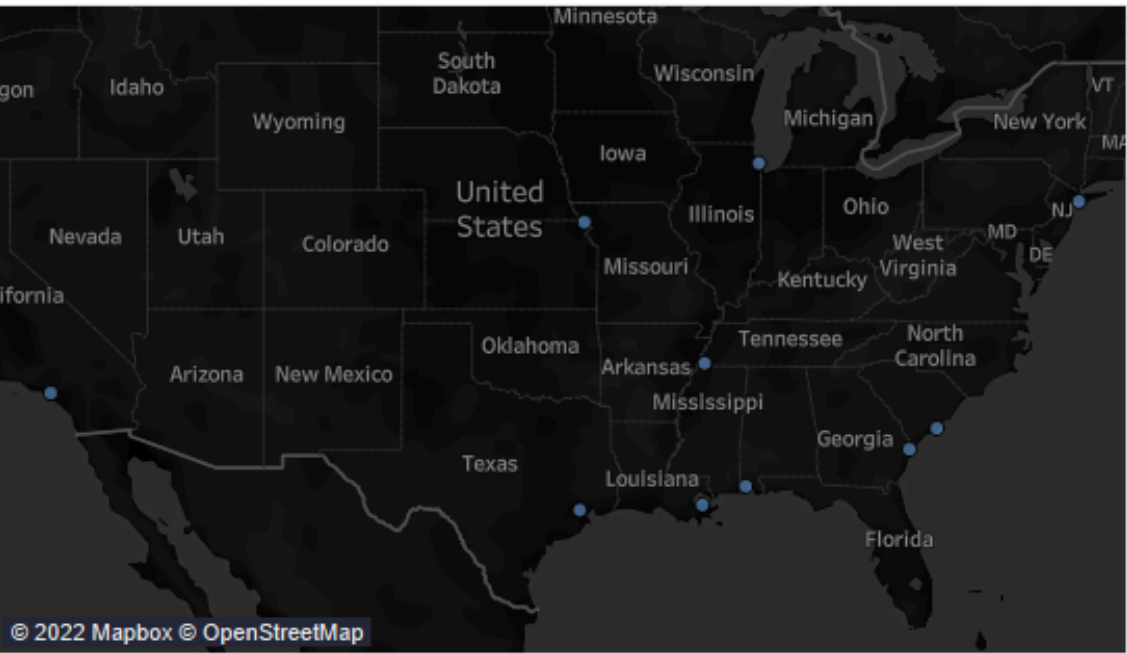 Minnesota
South
Dakota
Wisconsin
VT
gon
Idaho
Wyoming
Michigan
New York
MA
Iowa
United
States
Illinois
Ohio
NJ
Nevada
Utah
Colorado
West
Virginia
MD
DE
Missouri
Kentucky
ifornia
Oklahoma
Tennessee
North
Carolina
Arizona
New Mexico
Arkansas
Mississippi
Georgia
Texas
Louisiana
Florida
© 2022 Mapbox © OpenStreetMap